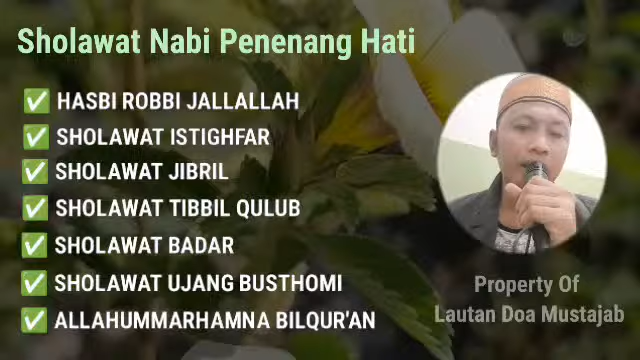 Sholawat Nabi Penenang Hati
✅ HASBI ROBBI JALLALLAH
✅ SHOLAWAT ISTIGHFAR
✅ SHOLAWAT JIBRIL
✅ SHOLAWAT TIBBIL QULUB
✅ SHOLAWAT BADAR
✅ SHOLAWAT UJANG BUSTHOMI
✅ ALLAHUMMARHAMNA BILQUR'AN
Property Of
Lautan Doa Mustajab